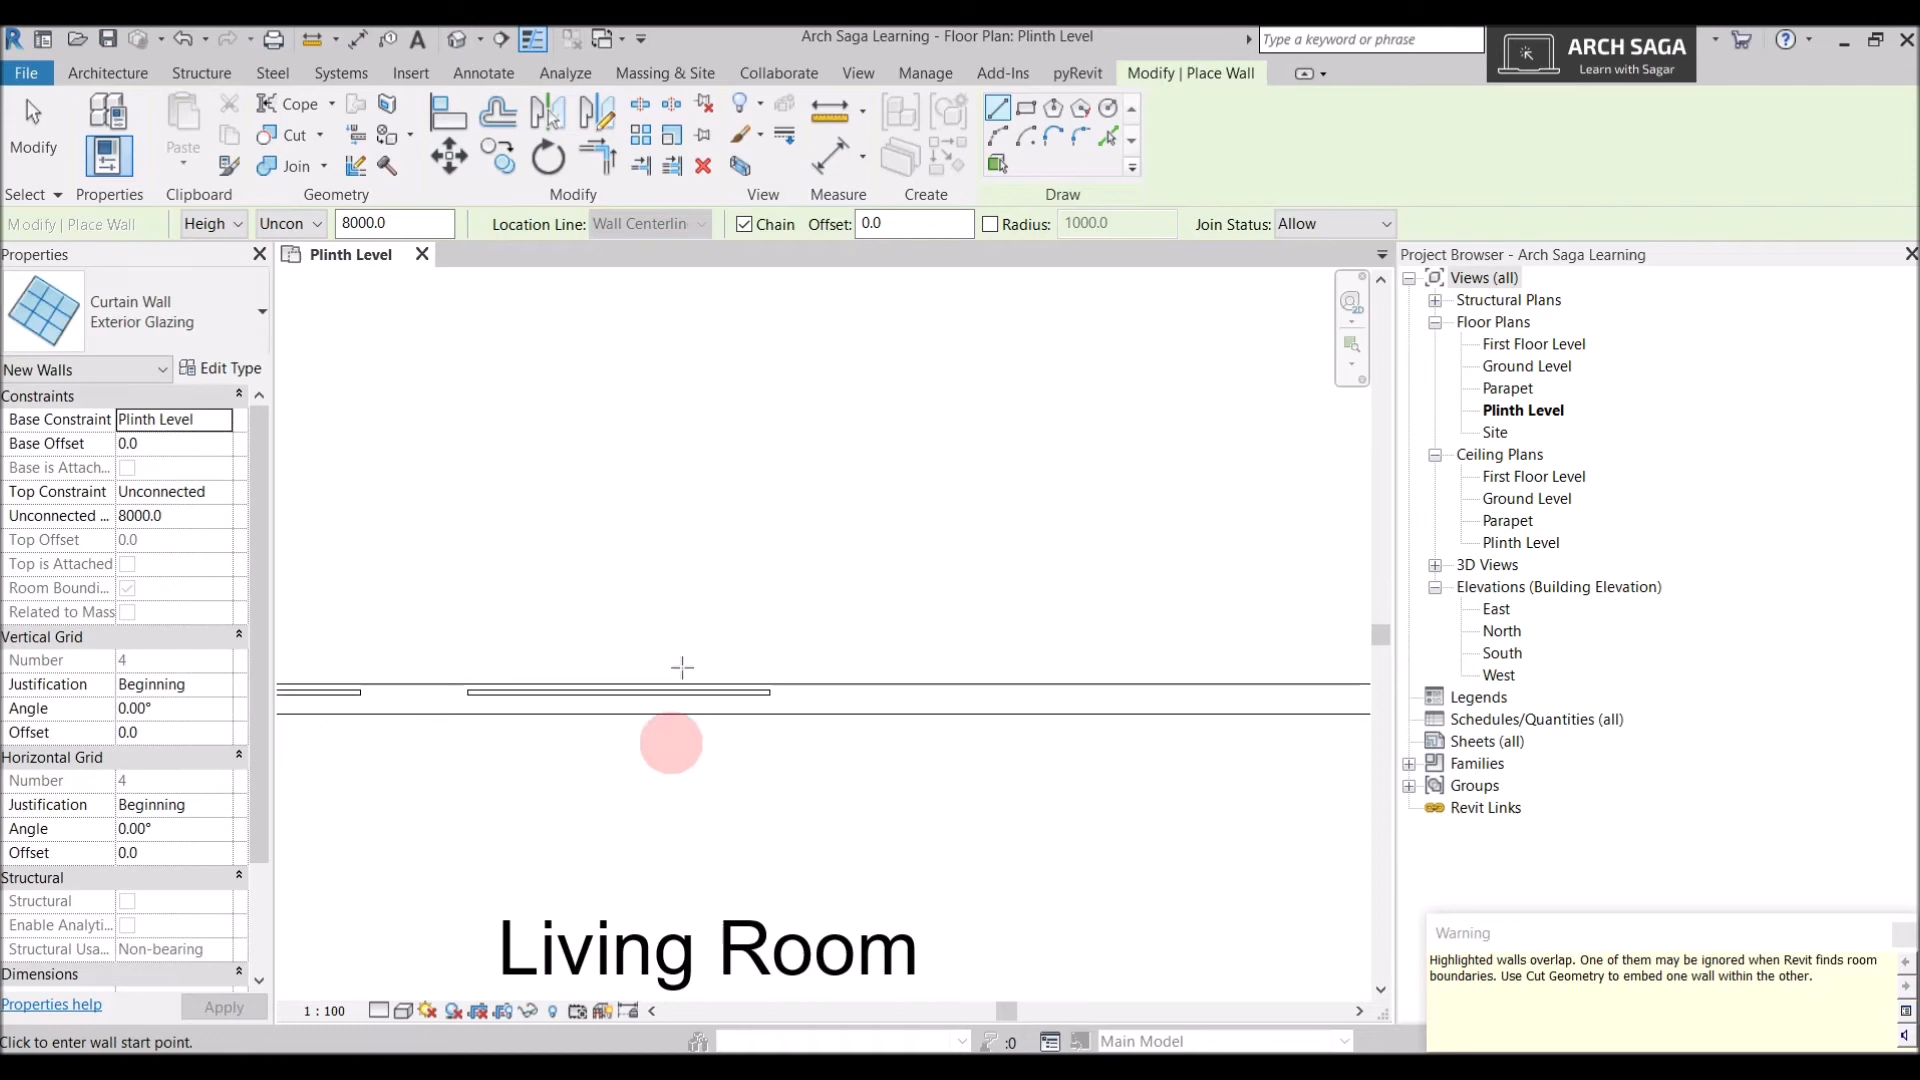 Arch Saga Learning - Floor Plan: Plinth Level
Type a keyword or phrase
ARCH SAGA
Learn with Sagar
File
Architecture
Structure
Steel
Systems
Insert
Annotate
Analyze
Massing & Site
Collaborate
View
Manage
Add-Ins
pyRevit
Modify | Place Wall
Modify
Paste
Cope
Cut
Join
Select
Properties
Clipboard
Geometry
Modify
View
Measure
Create
Draw
Modify | Place Wall
Heigh
Uncon
8000.0
Location Line:
Wall Centerlin
Chain
Offset:
0.0
Radius:
1000.0
Join Status:
Allow
Properties
Curtain Wall
Exterior Glazing
New Walls
Edit Type
Constraints
Base Constraint Plinth Level
Base Offset 0.0
Base is Attach...
Top Constraint Unconnected
Unconnected ... 8000.0
Top Offset 0.0
Top is Attached
Room Boundi...
Related to Mass
Vertical Grid
Number 4
Justification Beginning
Angle 0.00°
Offset 0.0
Horizontal Grid
Number 4
Justification Beginning
Angle 0.00°
Offset 0.0
Structural
Structural
Enable Analyti...
Structural Usa... Non-bearing
Dimensions
Properties help
Apply
Plinth Level
2D
Living Room
1 : 100
Project Browser - Arch Saga Learning
Views (all)
Structural Plans
Floor Plans
First Floor Level
Ground Level
Parapet
Plinth Level
Site
Ceiling Plans
First Floor Level
Ground Level
Parapet
Plinth Level
3D Views
Elevations (Building Elevation)
East
North
South
West
Legends
Schedules/Quantities (all)
Sheets (all)
Families
Groups
Revit Links
Warning
Highlighted walls overlap. One of them may be ignored when Revit finds room
boundaries. Use Cut Geometry to embed one wall within the other.
Click to enter wall start point.
:0
Main Model